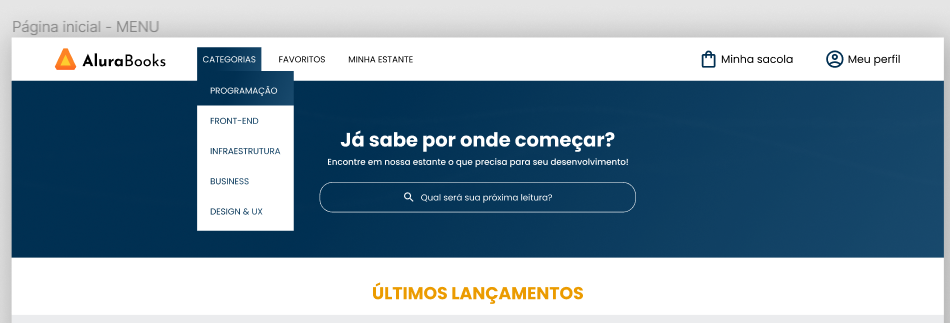 Página inicial - MENU
AluraBooks
CATEGORIAS
FAVORITOS
MINHA ESTANTE
Minha sacola
Meu perfil
PROGRAMAÇÃO
FRONT-END
INFRAESTRUTURA
BUSINESS
DESIGN & UX
Já sabe por onde começar?
Encontre em nossa estante o que precisa para seu desenvolvimento!
Qual será sua próxima leitura?
ÚLTIMOS LANÇAMENTOS